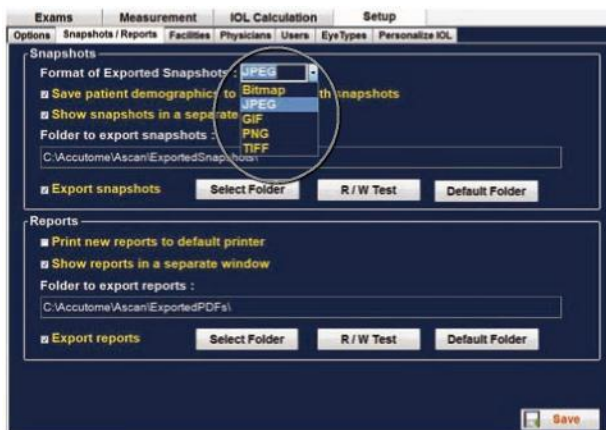 Exams Measurement IOL Calculation Setup
Options Snapshots / Reports Facilities Physicians Users EyeTypes Personalize IOL
Snapshots
Format of Exported Snapshots : JPEG
Save patient demographics to th snapshots
Bitmap
JPEG
Show snapshots in a separate
GIF
PNG
TIFF
Folder to export snapshots :
C:\Accutome\Ascan\ExportedSnapshots\
Export snapshots Select Folder R / W Test Default Folder
Reports
Print new reports to default printer
Show reports in a separate window
Folder to export reports :
C:\Accutome\Ascan\ExportedPDFs\
Export reports Select Folder R / W Test Default Folder
Save